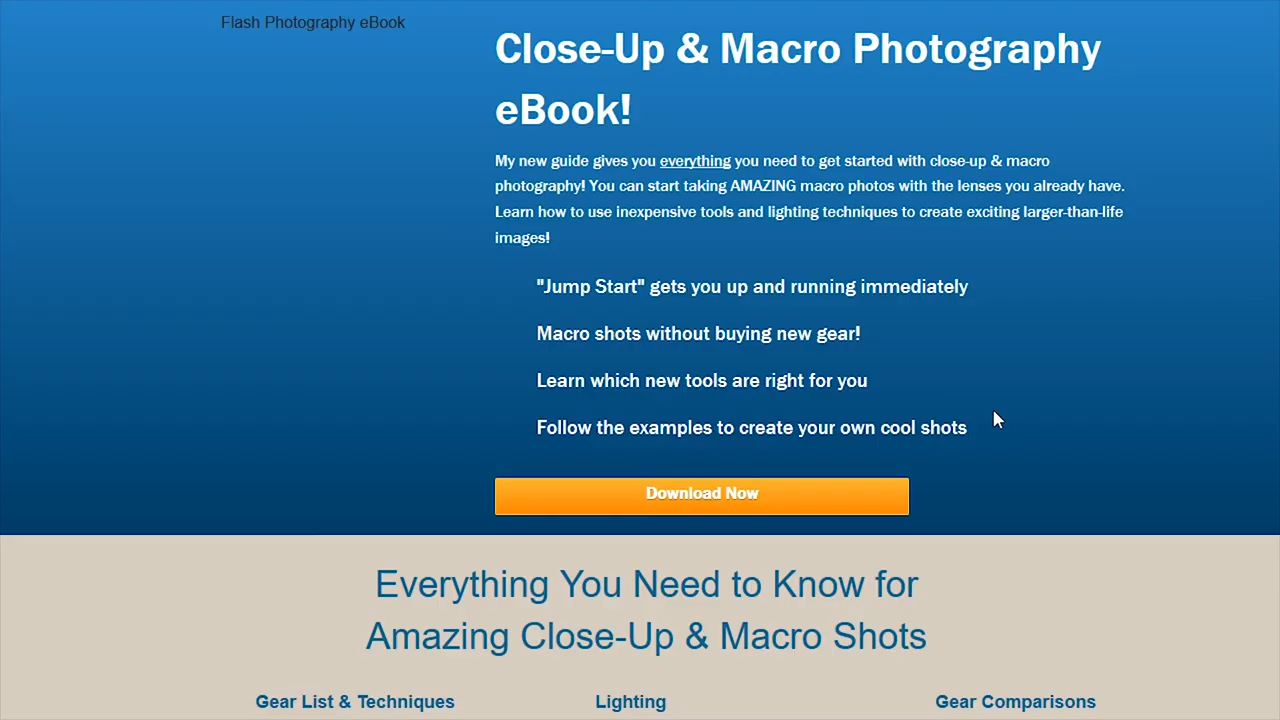 Flash Photography eBook
Close-Up & Macro Photography
eBook!
My new guide gives you everything you need to get started with close-up & macro
photography! You can start taking AMAZING macro photos with the lenses you already have.
Learn how to use inexpensive tools and lighting techniques to create exciting larger-than-life
images!
"Jump Start" gets you up and running immediately
Macro shots without buying new gear!
Learn which new tools are right for you
Follow the examples to create your own cool shots
Download Now
Everything You Need to Know for
Amazing Close-Up & Macro Shots
Gear List & Techniques
Lighting
Gear Comparisons